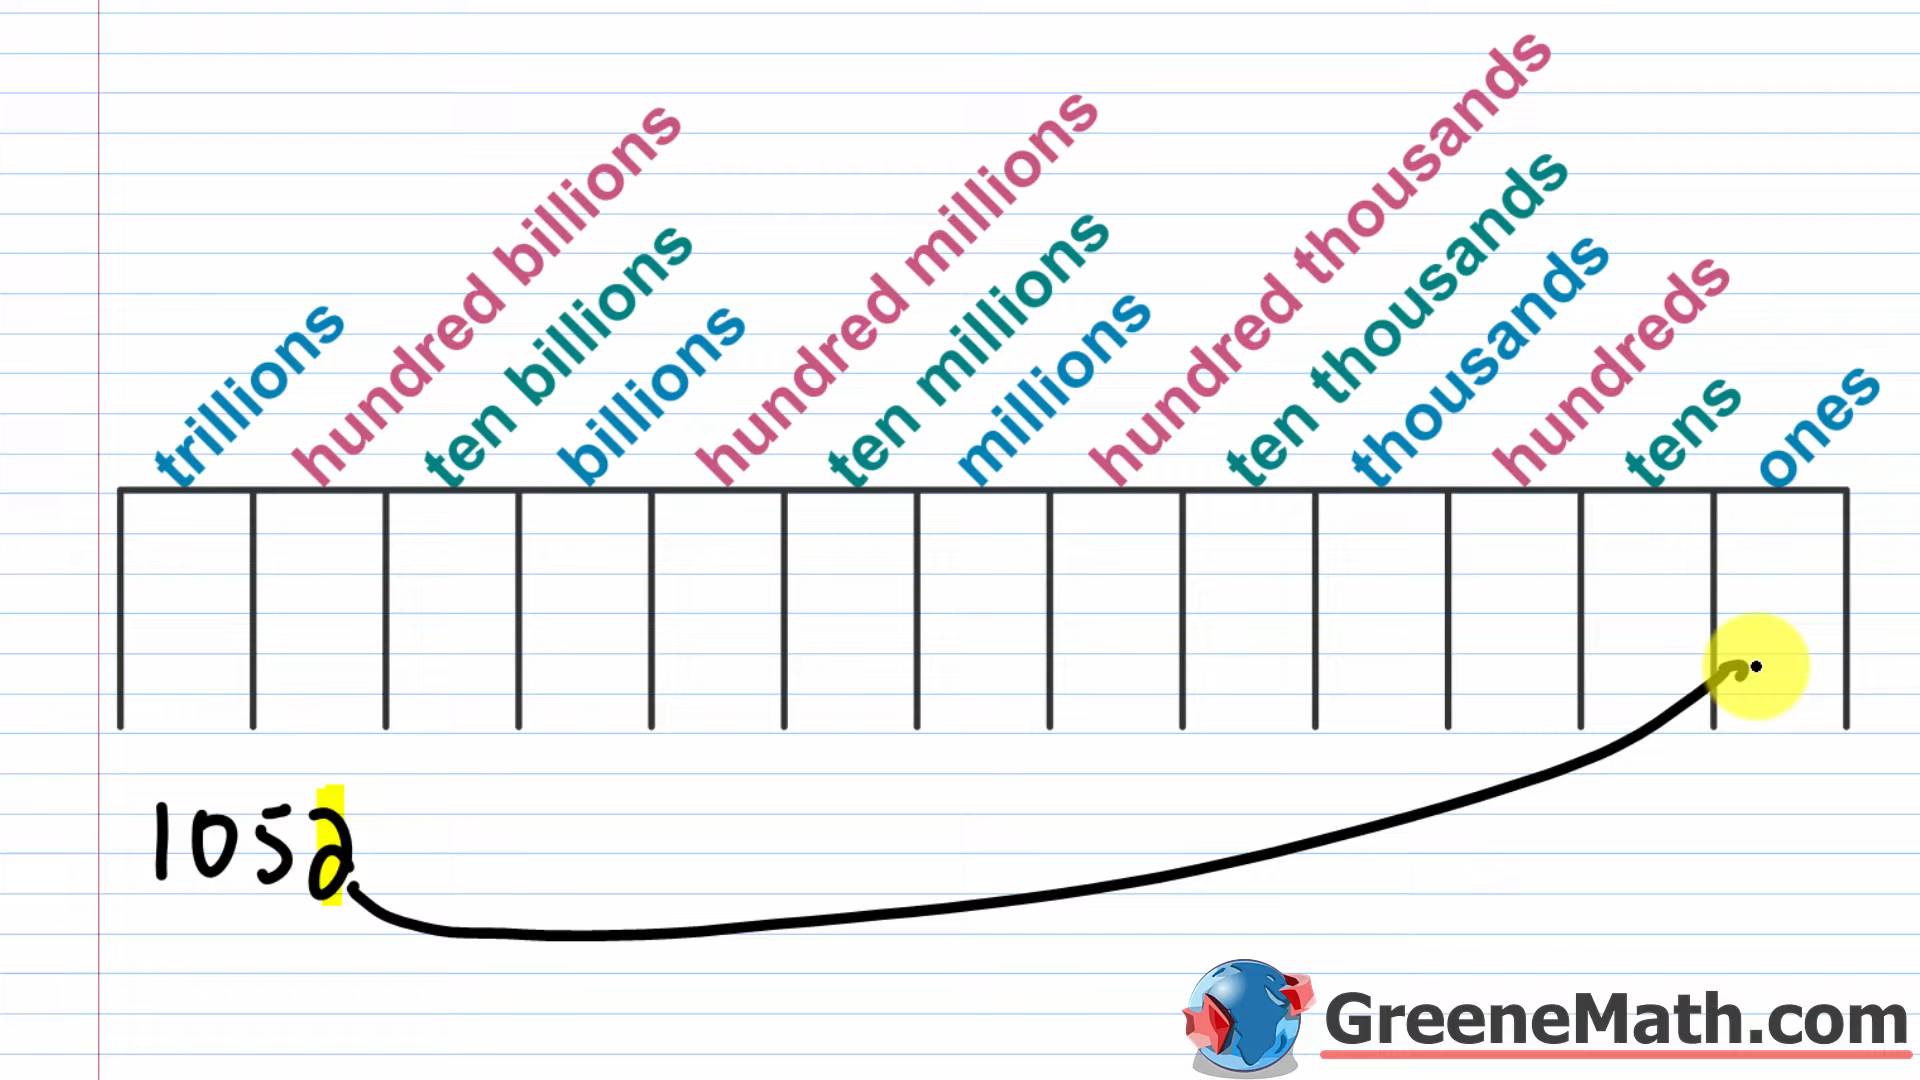 trillions
hundred billions
ten billions
billions
hundred millions
ten millions
millions
hundred thousands
ten thousands
thousands
hundreds
tens
ones
1052
GreeneMath.com